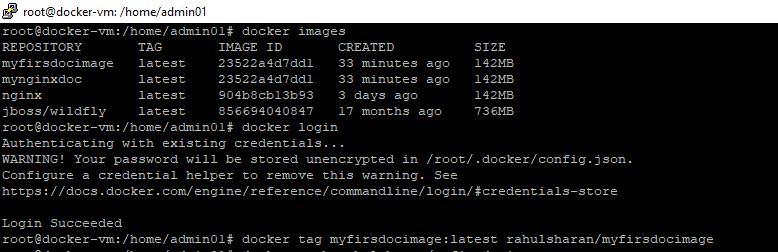 root@docker-vm: /home/admin01
root@docker-vm:/home/admin01# docker images
REPOSITORY TAG IMAGE ID CREATED SIZE
myfirsdocimage latest 23522a4d7dd1 33 minutes ago 142MB
mynginxdoc latest 23522a4d7dd1 33 minutes ago 142MB
nginx latest 904b8cb13b93 3 days ago 142MB
jboss/wildfly latest 856694040847 17 months ago 736MB
root@docker-vm:/home/admin01# docker login
Authenticating with existing credentials...
WARNING! Your password will be stored unencrypted in /root/.docker/config.json.
Configure a credential helper to remove this warning. See
https://docs.docker.com/engine/reference/commandline/login/#credentials-store
Login Succeeded
root@docker-vm:/home/admin01# docker tag myfirsdocimage:latest rahulsharan/myfirsdocimage